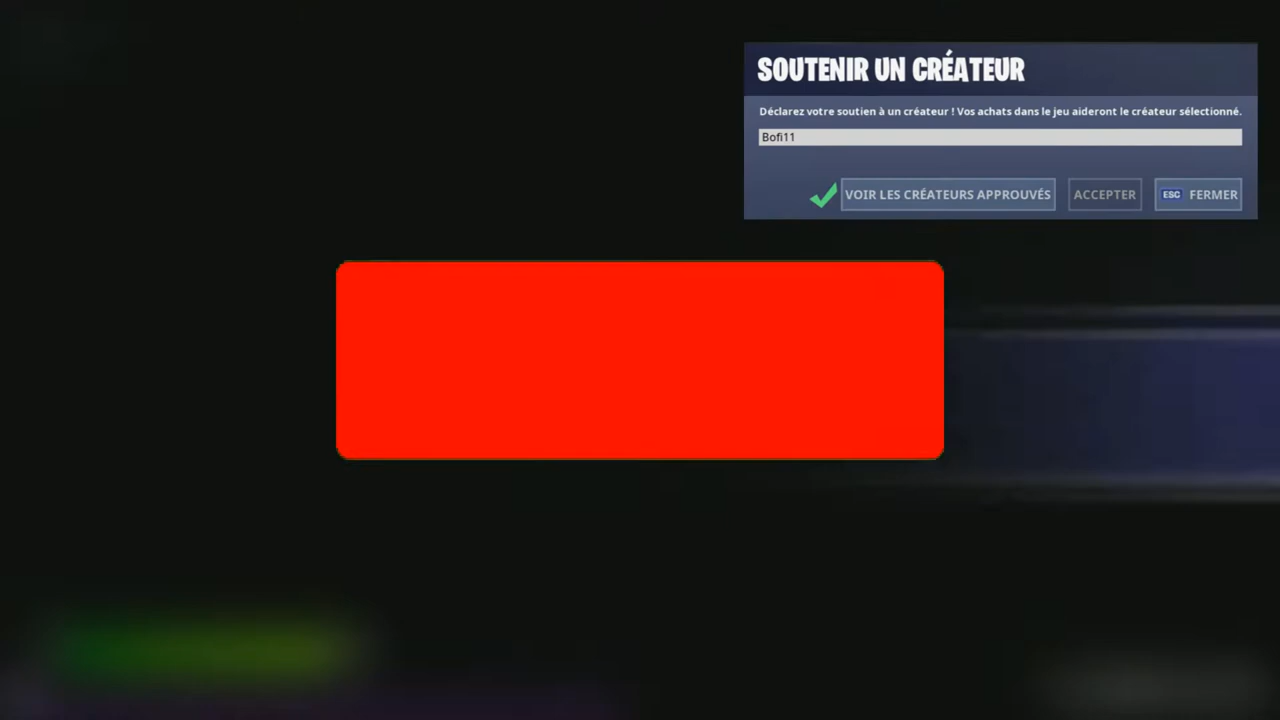 SOUTENIR UN CRÉATEUR
Déclarez votre soutien à un créateur ! Vos achats dans le jeu aideront le créateur sélectionné.
Bofi11
VOIR LES CRÉATEURS APPROUVÉS ACCEPTER ESC FERMER